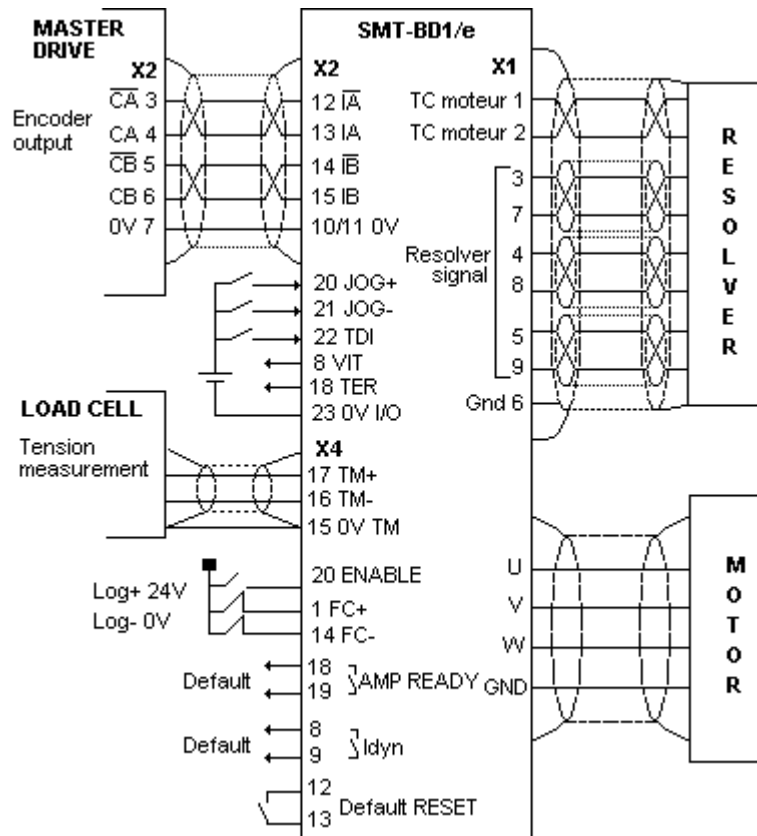 MASTER
DRIVE
X2
Encoder
output
C̅A̅ 3
CA 4
C̅B̅ 5
CB 6
0V 7
SMT-BD1/e
X2
X1
12 I̅A̅
13 IA
14 I̅B̅
15 IB
10/11 0V
20 JOG+
21 JOG-
22 TDI
8 VIT
18 TER
23 0V I/O
TC moteur 1
TC moteur 2
3
7
Resolver
signal
4
8
5
9
Gnd 6
RESOLVER
LOAD CELL
Tension
measurement
X4
17 TM+
16 TM-
15 0V TM
Log+ 24V
Log- 0V
20 ENABLE
1 FC+
14 FC-
Default
18
19
AMP READY
Default
8
9
Idyn
12
13
Default RESET
U
V
W
GND
MOTOR